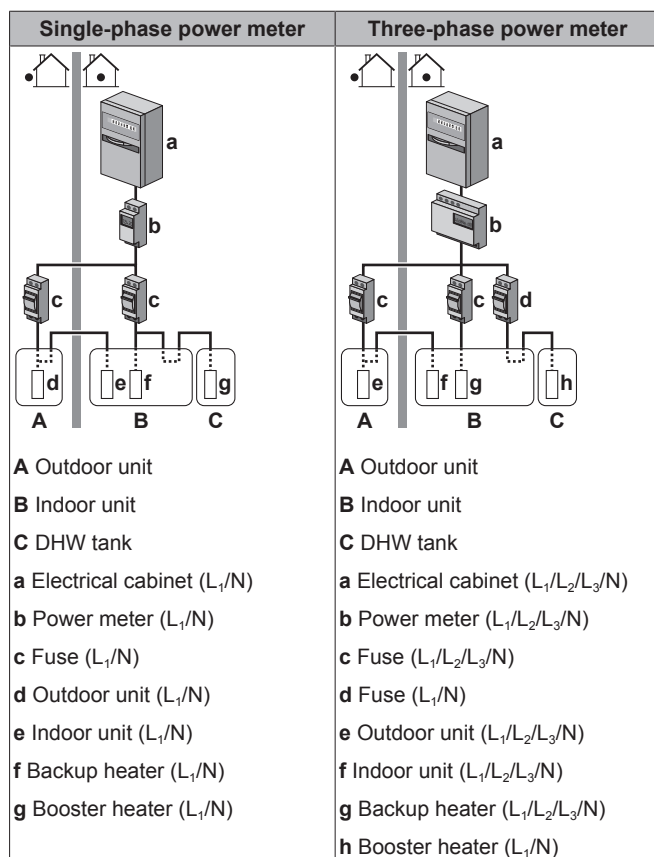 Single-phase power meter
a
b
c
c
d
e
f
g
A
B
C
A Outdoor unit
B Indoor unit
C DHW tank
a Electrical cabinet (L₁/N)
b Power meter (L₁/N)
c Fuse (L₁/N)
d Outdoor unit (L₁/N)
e Indoor unit (L₁/N)
f Backup heater (L₁/N)
g Booster heater (L₁/N)
Three-phase power meter
a
b
c
c
d
e
f
g
h
A
B
C
A Outdoor unit
B Indoor unit
C DHW tank
a Electrical cabinet (L₁/L₂/L₃/N)
b Power meter (L₁/L₂/L₃/N)
c Fuse (L₁/L₂/L₃/N)
d Fuse (L₁/N)
e Outdoor unit (L₁/L₂/L₃/N)
f Indoor unit (L₁/L₂/L₃/N)
g Backup heater (L₁/L₂/L₃/N)
h Booster heater (L₁/N)